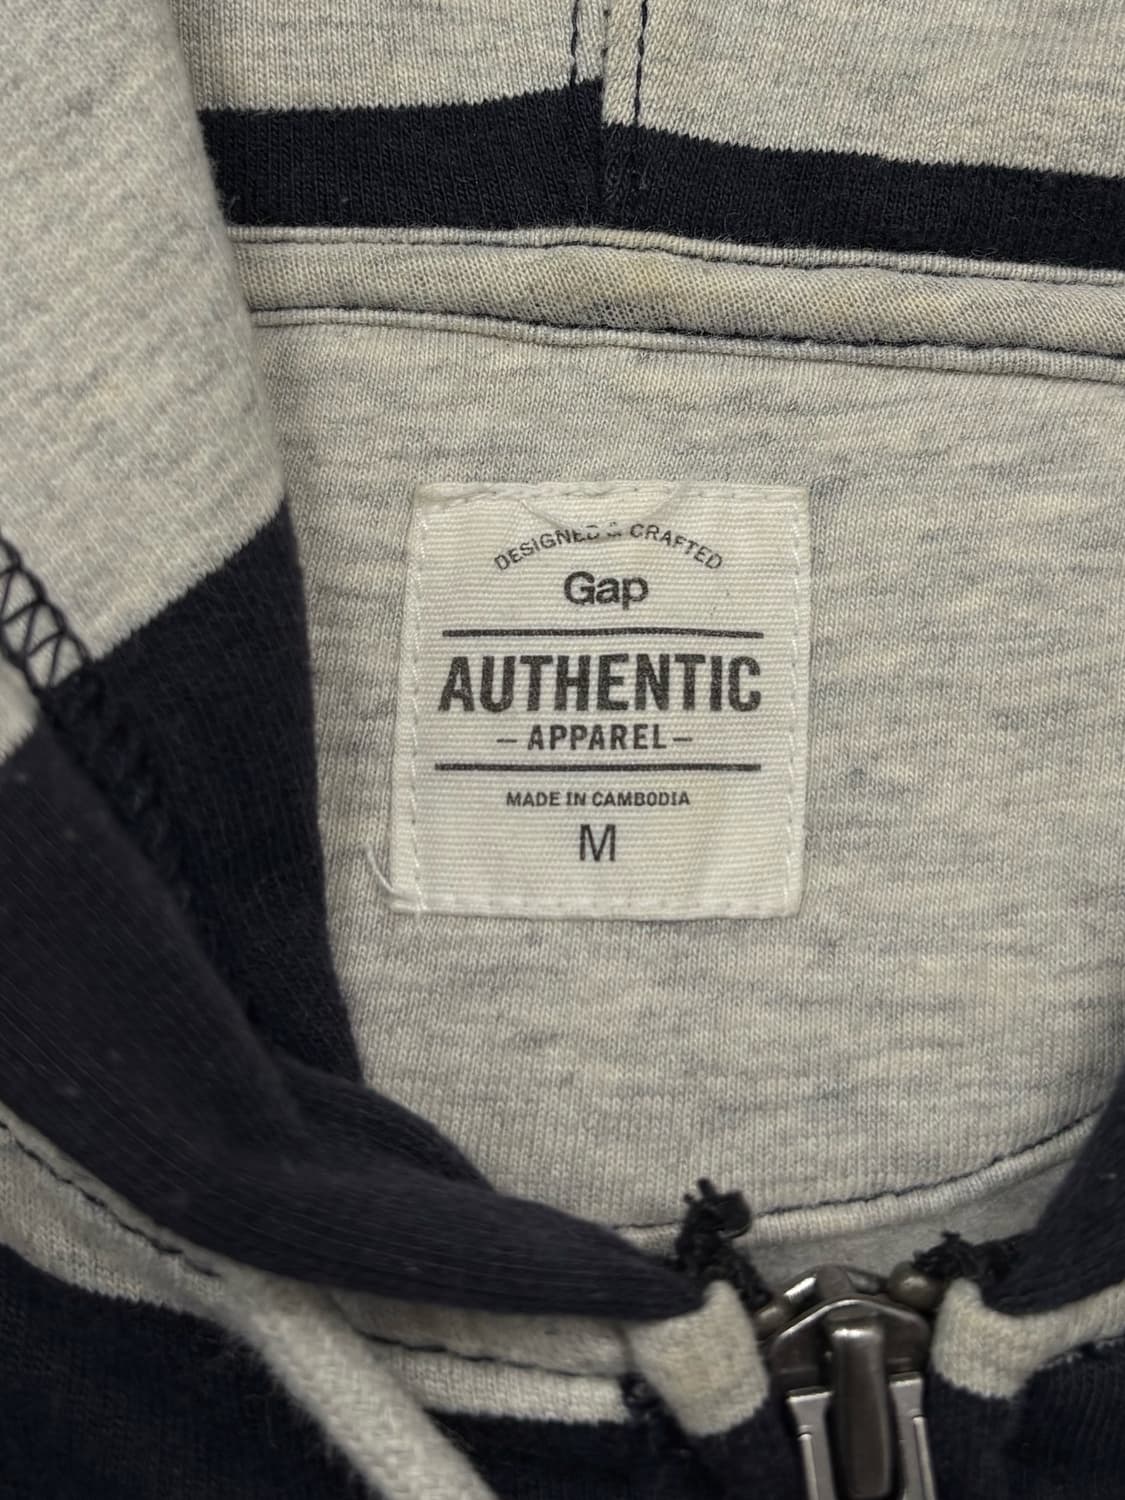 DESIGNED & CRAFTED
Gap
AUTHENTIC
– APPAREL –
MADE IN CAMBODIA
M